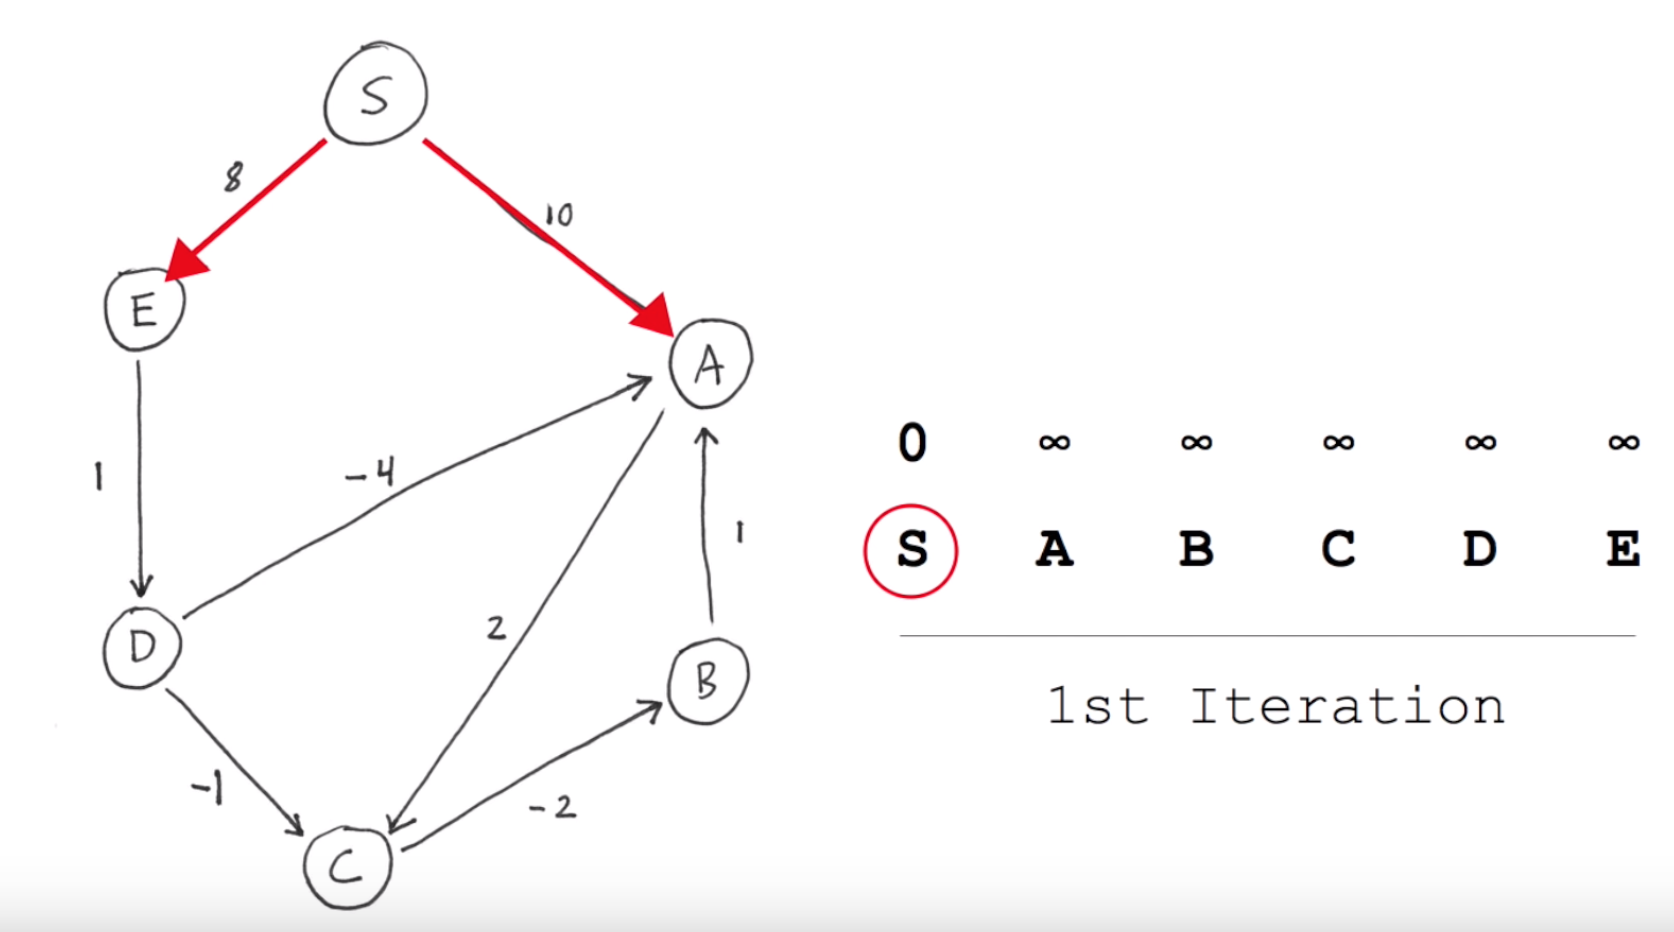 S
8
10
E
A
-4
1
1
2
D
B
-1
-2
C
0 ∞ ∞ ∞ ∞ ∞
S A B C D E
1st Iteration